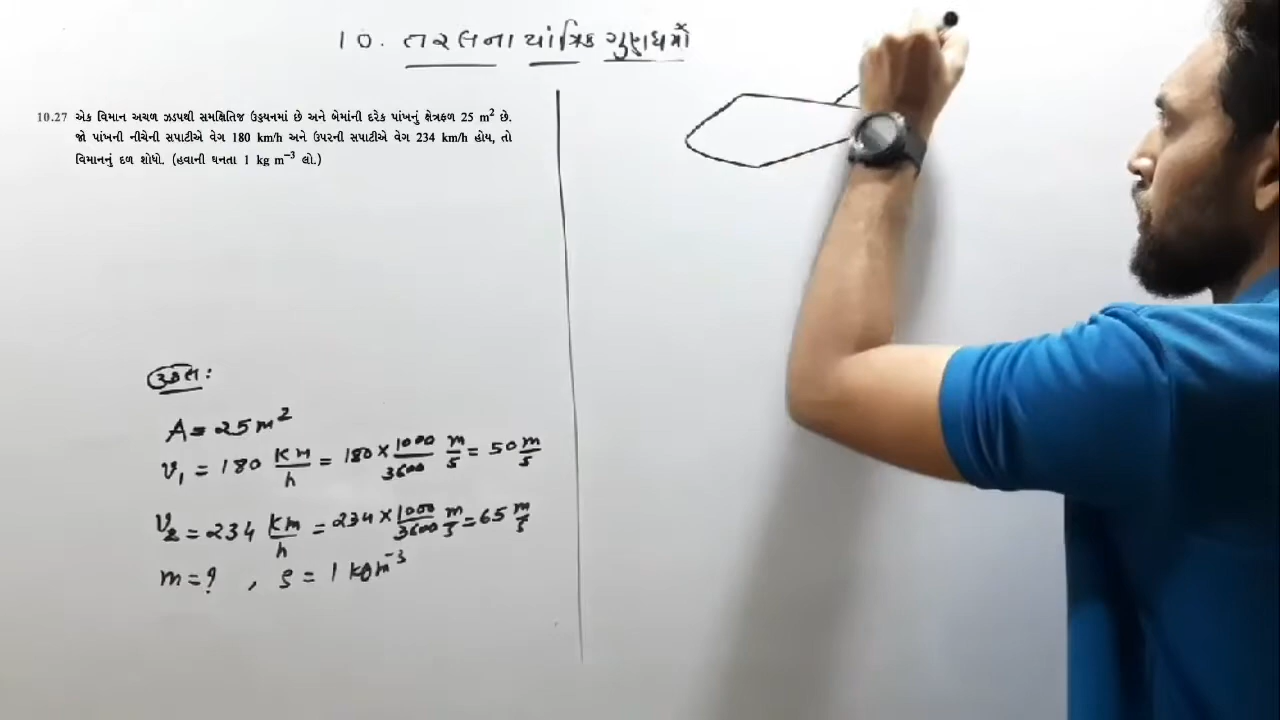 10. તરલના યાંત્રિક ગુણધર્મો
10.27 એક વિમાન અચળ ઝડપથી સમક્ષિતિજ ઉડ્ડયનમાં છે અને બેમાંની દરેક પાંખનું ક્ષેત્રફળ 25 m² છે.
જો પાંખની નીચેની સપાટીએ વેગ 180 km/h અને ઉપરની સપાટીએ વેગ 234 km/h હોય, તો
વિમાનનું દળ શોધો. (હવાની ઘનતા 1 kg m⁻³ લો.)
ઉકેલ:
A = 25 m²
v₁ = 180 KM/h = 180 × 1000/3600 m/s = 50 m/s
v₂ = 234 km/h = 234 × 1000/3600 m/s = 65 m/s
m = ? , ρ = 1 kgm⁻³